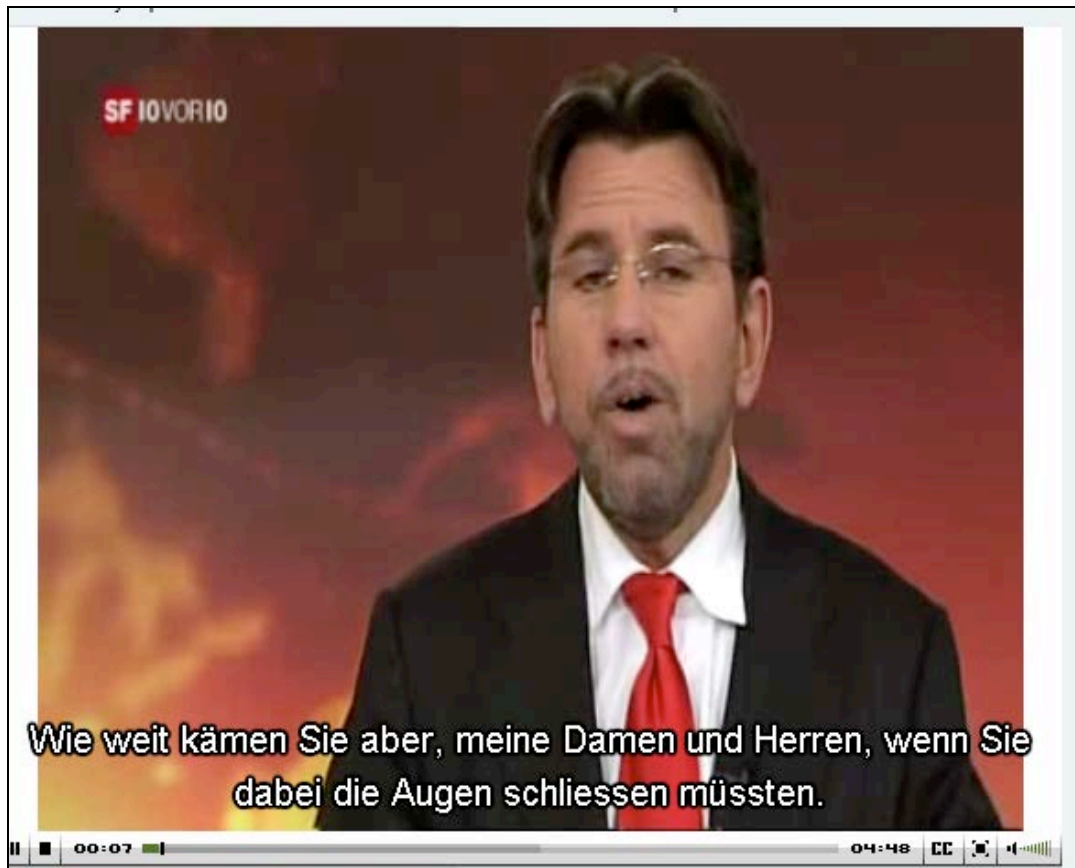 SF 10VOR10
Wie weit kämen Sie aber, meine Damen und Herren, wenn Sie
dabei die Augen schliessen müssten.
00:07 04:48 CC